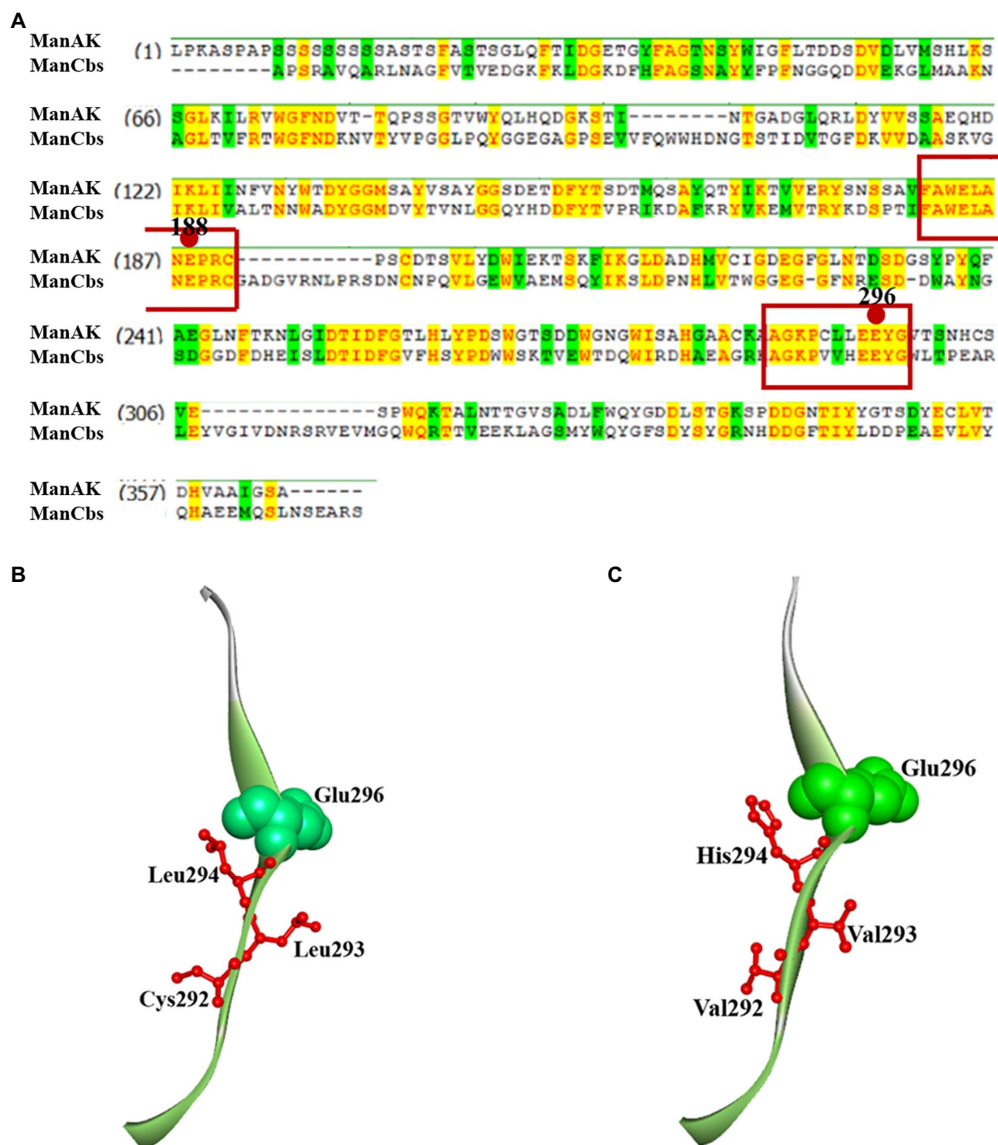 A
ManAK (1) LPKASPAPSSSSSSSSSASTSFASTSGLQFTIDGETGYFAGTNSYWIGFLTDDSDVDLVMSHLKS
ManCbs --------APSRAVQARLNAGFVTVEDGKFKLDGKDFHFAGSNAYYFPFNGGQDDVEKGLMAAKN
(66)
ManAK SGLKILRVWGFNDVT-TQPSSGTVWYQLHQDGKSTI---------NTGADGLQRLDYVVSSAEQHD
ManCbs AGLTVFRTWGFNDKNVTYVPGGLPQYGGEGAGPSEVVFQWWHDNGTSTIDVTGFDKVVDAASKVG
ManAK (122) IKLIINFVNYWTDYGGMSAYVSAYGGSDETDFYTSDTMQSAYQTYIKTVVERYSNSSAVFAWELA
ManCbs IKLIVALTNNWADYGGMDVYTVNLGGQYHDDFYTVPRIKDAFKRYVKEMVTRYKDSPTIFAWELA
188
ManAK (187) NEPRC-----------PSCDTSVLYDWIEKTSKFIKGLDADHMVCIGDEGFGLNTDSDGSYPYQF
ManCbs NEPRCGADGVRNLPRSDNCNPQVLGEWVAEMSQYIKSLDPNHLVTWGGEG-GFNRESD-DWAYNG
296
ManAK (241) AEGLNFTKNLGIDTIDFGTLHLYPDSWGTSDDWGNGWISAHGAACKAAGKPCLLEEYGVTSNHCS
ManCbs SDGGDFDHEISLDTIDFGVFHSYPDWWSKTVEWTDQWIRDHAEAGRHAGKPVVHEEYGWLTPEAR
ManAK (306) VE--------------SPWQKTALNTTGVSADLFWQYGDDLSTGKSPDDGNTIYYGTSDYECLVT
ManCbs LEYVGIVDNRSRVEVMGQWQRTTVEEKLAGSMYWQYGFSDYSYGRNHDDGFTIYLDDPEAEVLVY
ManAK (357) DHVAAIGSA------
ManCbs QHAEEMQSLNSEARS
B
Glu296
Leu294
Leu293
Cys292
C
Glu296
His294
Val293
Val292